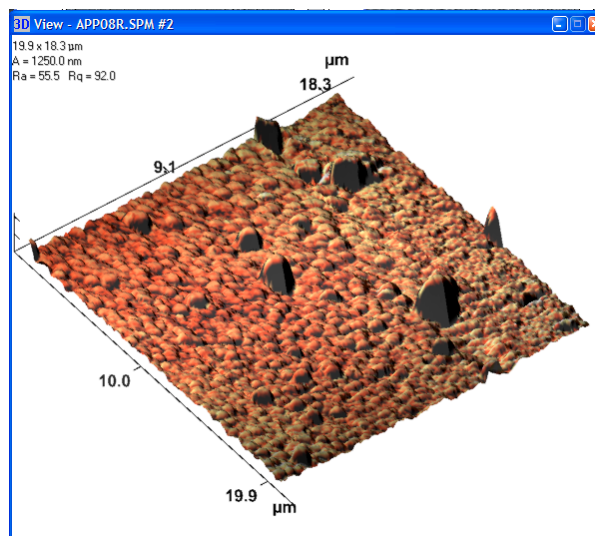 3D View - APP08R.SPM #2
19.9 x 18.3 µm
A = 1250.0 nm
Ra = 55.5 Rq = 92.0
µm
18.3
9.1
10.0
19.9
µm